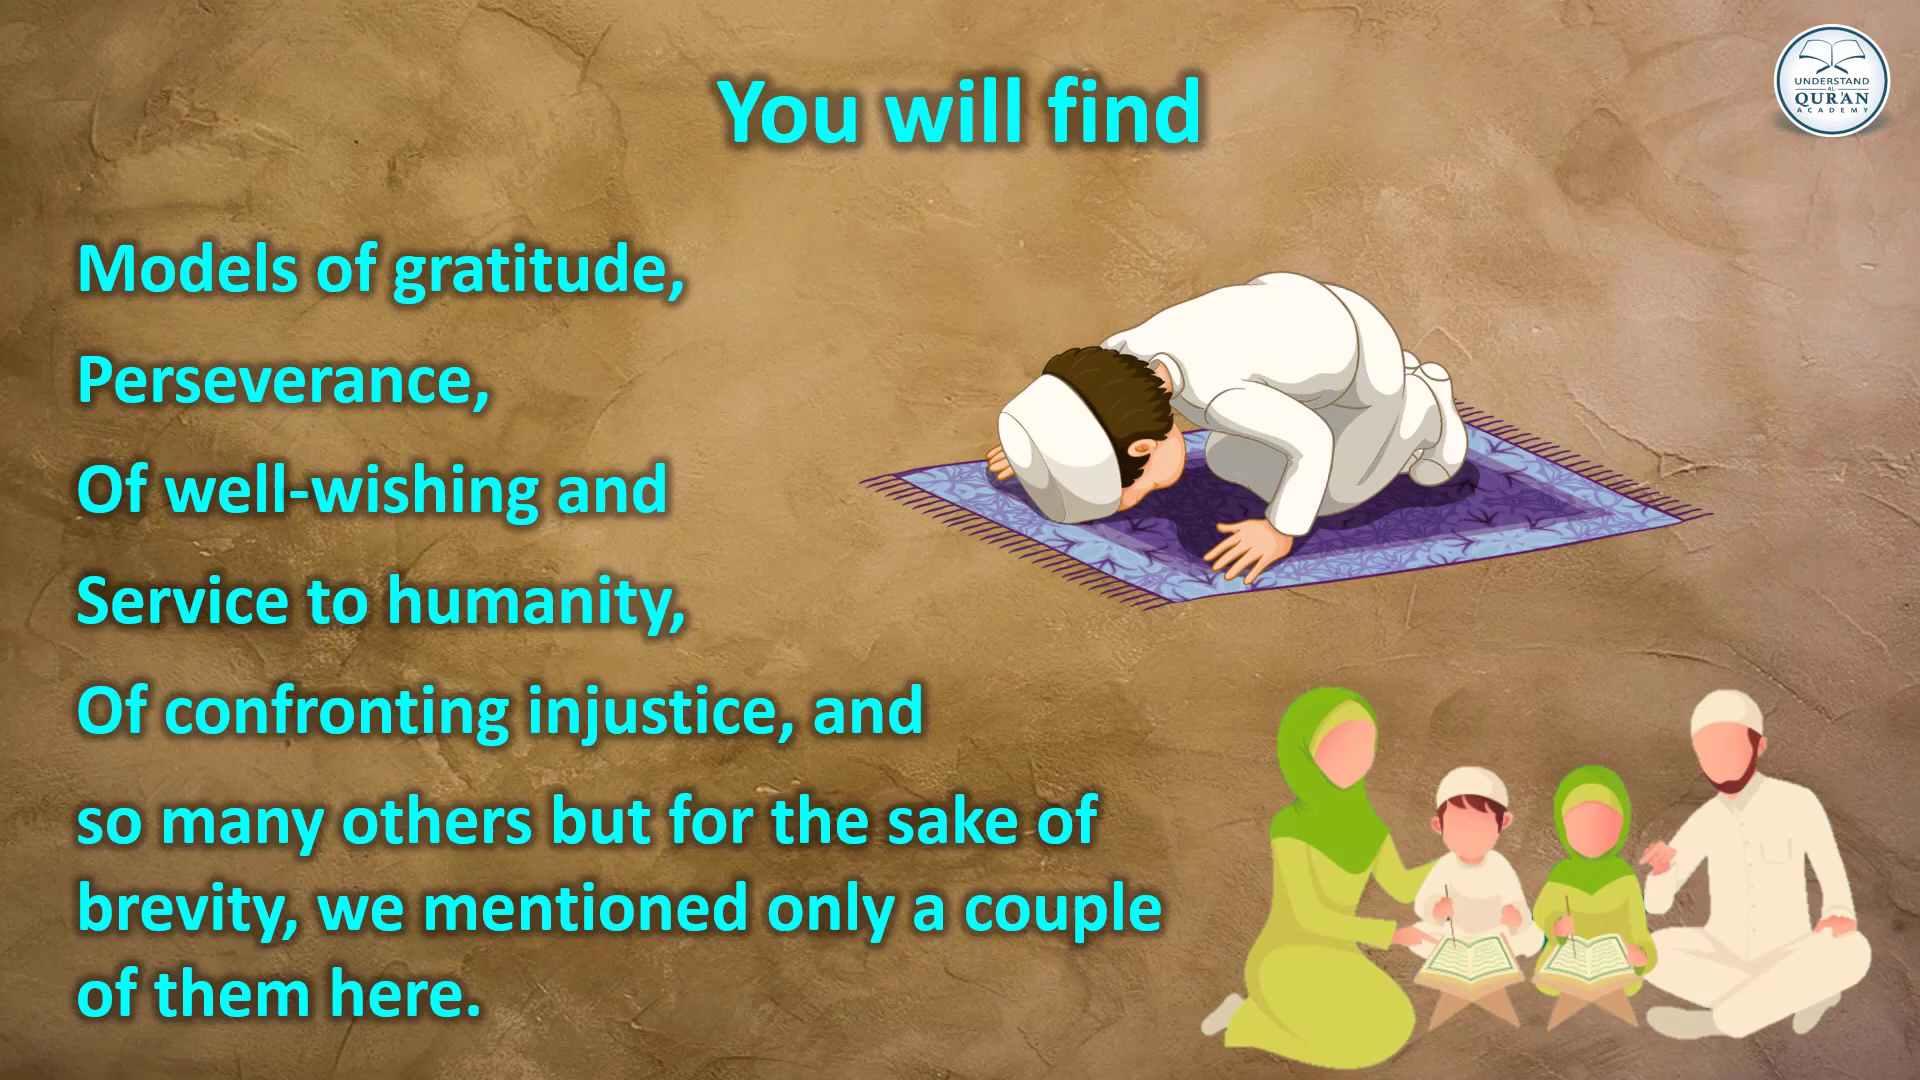 You will find
UNDERSTAND
AL
QUR'AN
ACADEMY
Models of gratitude,
Perseverance,
Of well-wishing and
Service to humanity,
Of confronting injustice, and
so many others but for the sake of
brevity, we mentioned only a couple
of them here.